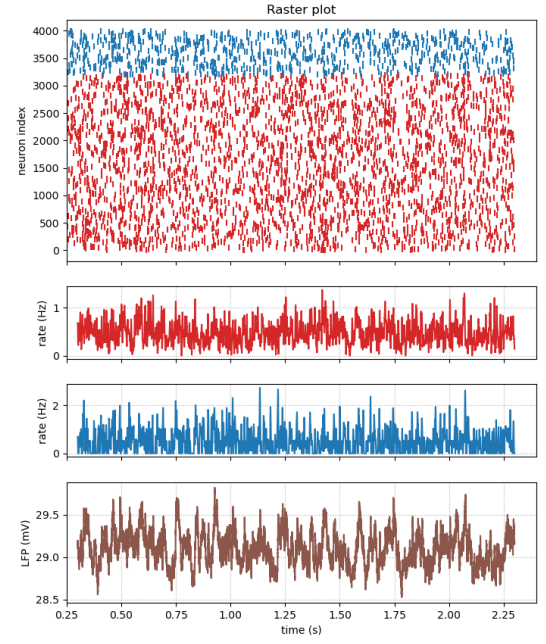 Raster plot
4000
3500
3000
2500
2000
1500
1000
500
0
neuron index
1
0
rate (Hz)
2
0
rate (Hz)
29.5
29.0
28.5
LFP (mV)
0.25 0.50 0.75 1.00 1.25 1.50 1.75 2.00 2.25
time (s)